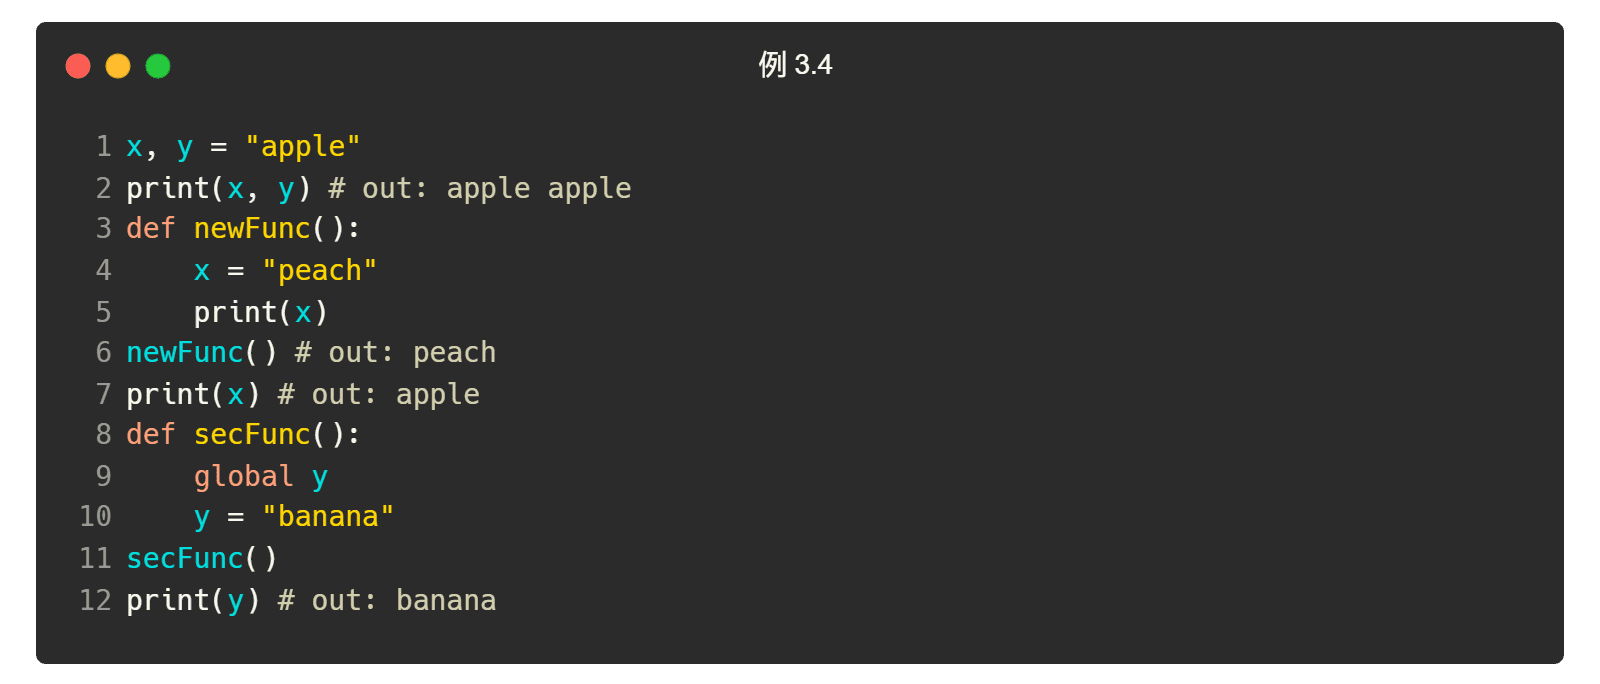 例 3.4
1 x, y = "apple"
2 print(x, y) # out: apple apple
3 def newFunc():
4     x = "peach"
5     print(x)
6 newFunc() # out: peach
7 print(x) # out: apple
8 def secFunc():
9     global y
10     y = "banana"
11 secFunc()
12 print(y) # out: banana